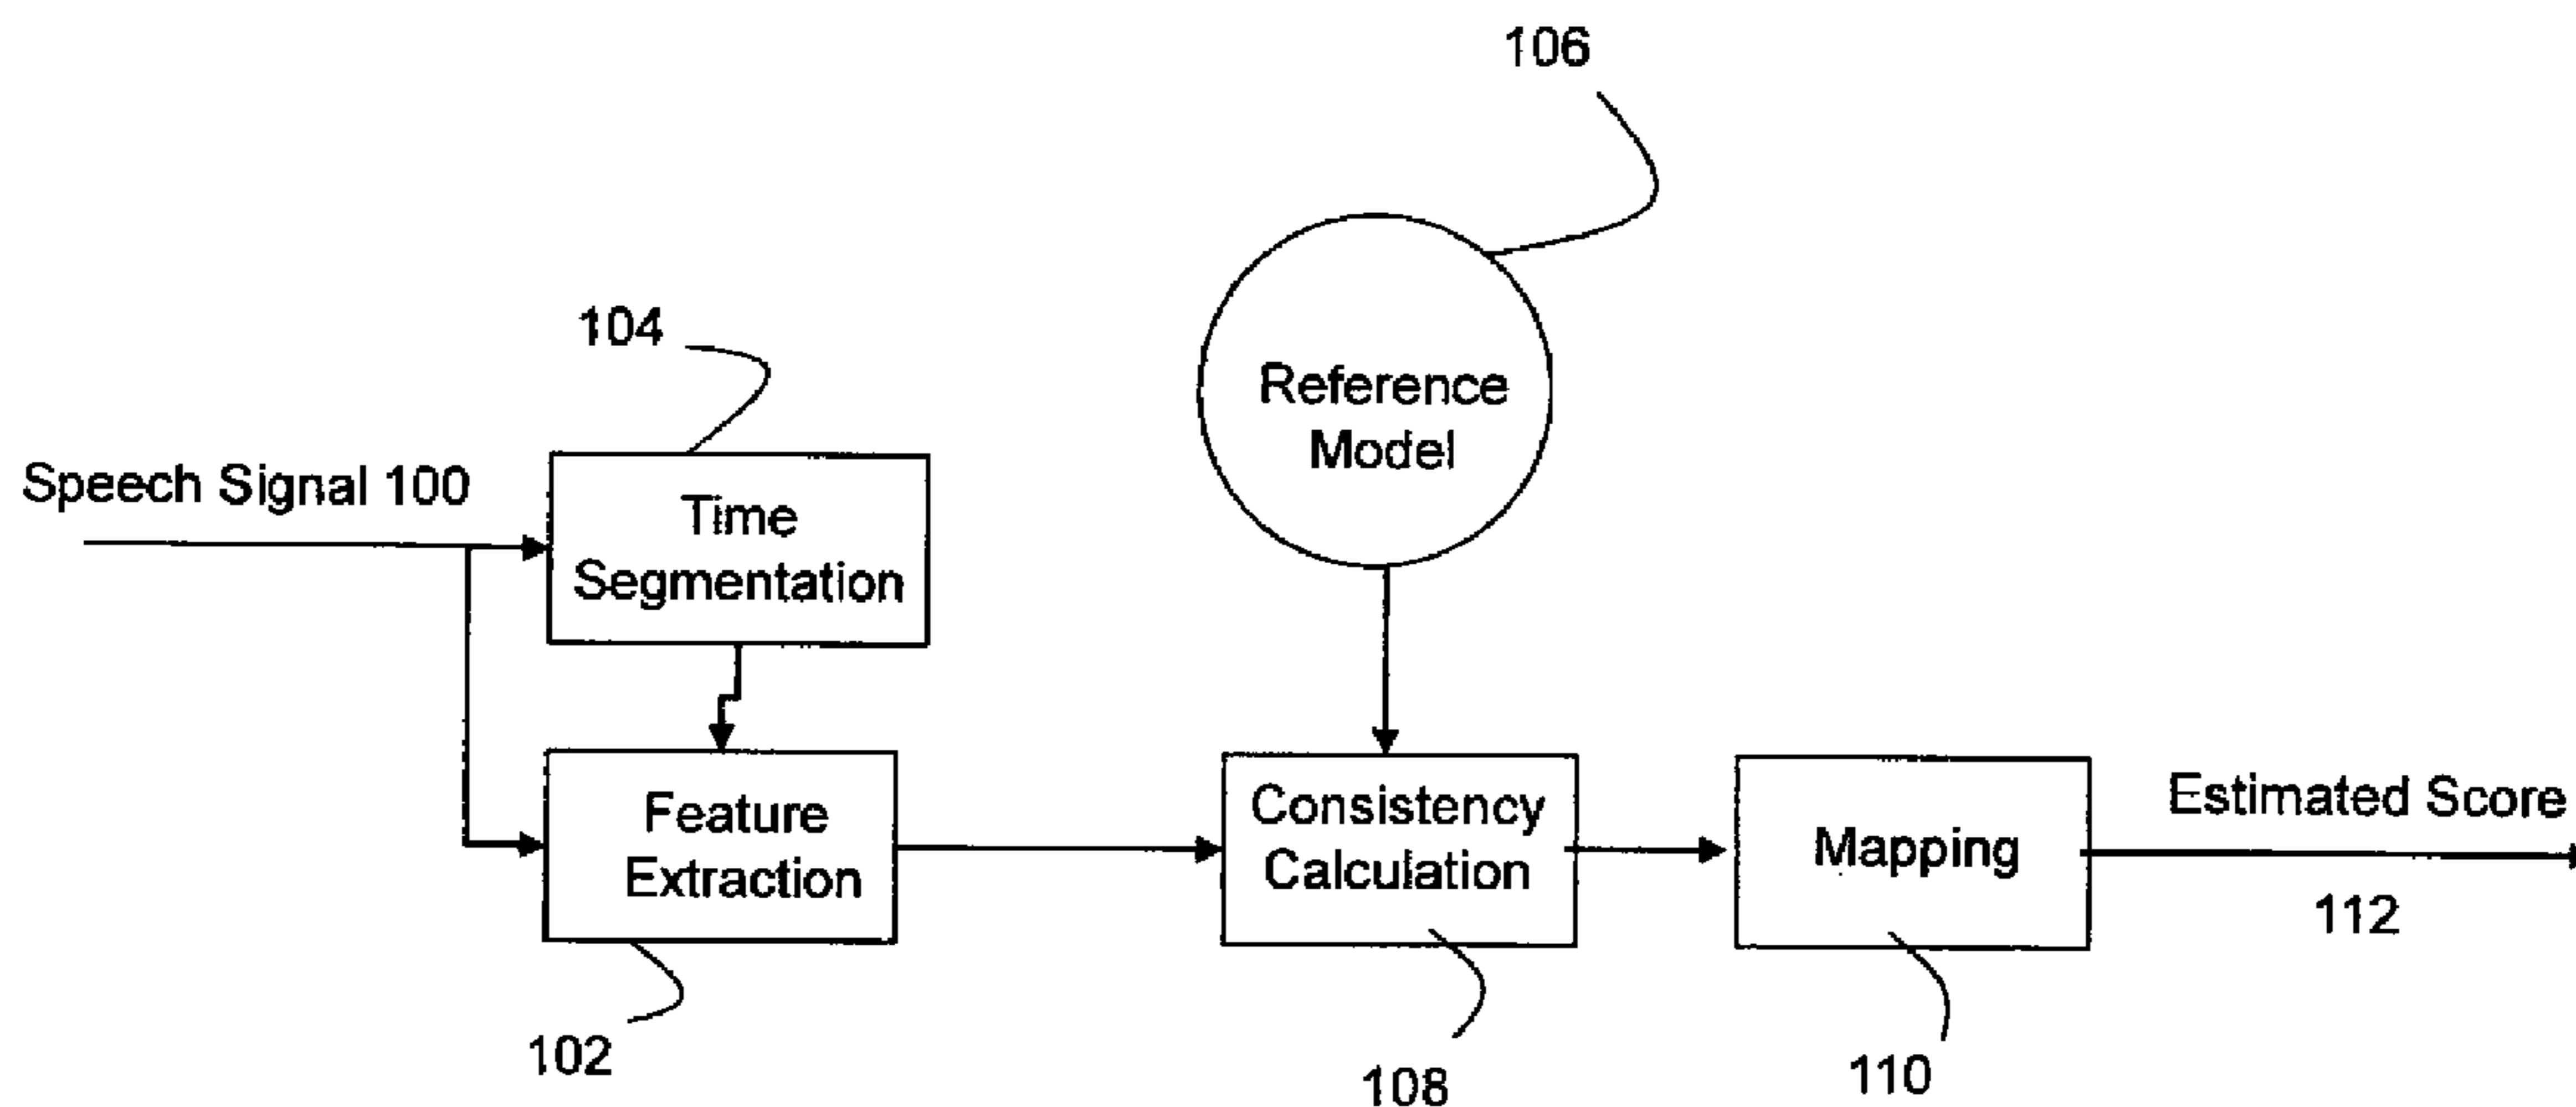 106
104
Reference
Model
Speech Signal 100
Time
Segmentation
Feature
Extraction
Consistency
Calculation
Mapping
Estimated Score
112
102
108
110